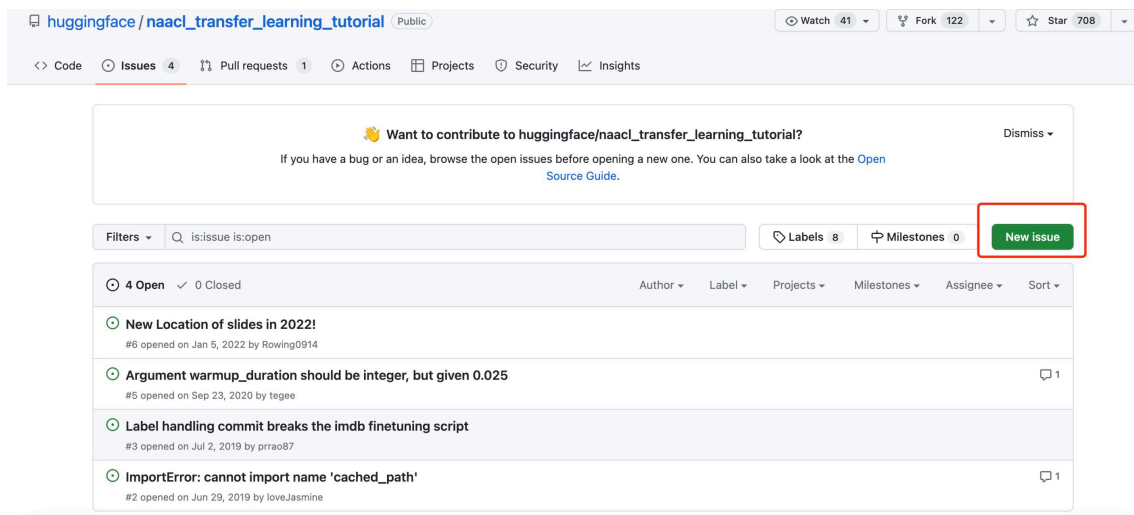 huggingface / naacl_transfer_learning_tutorial Public
Watch 41 Fork 122 Star 708
<> Code Issues 4 Pull requests 1 Actions Projects Security Insights
👋 Want to contribute to huggingface/naacl_transfer_learning_tutorial? Dismiss
If you have a bug or an idea, browse the open issues before opening a new one. You can also take a look at the Open
Source Guide.
Filters is:issue is:open Labels 8 Milestones 0 New issue
4 Open 0 Closed Author Label Projects Milestones Assignee Sort
New Location of slides in 2022!
#6 opened on Jan 5, 2022 by Rowing0914
Argument warmup_duration should be integer, but given 0.025 1
#5 opened on Sep 23, 2020 by tegee
Label handling commit breaks the imdb finetuning script
#3 opened on Jul 2, 2019 by prrao87
ImportError: cannot import name 'cached_path' 1
#2 opened on Jun 29, 2019 by loveJasmine